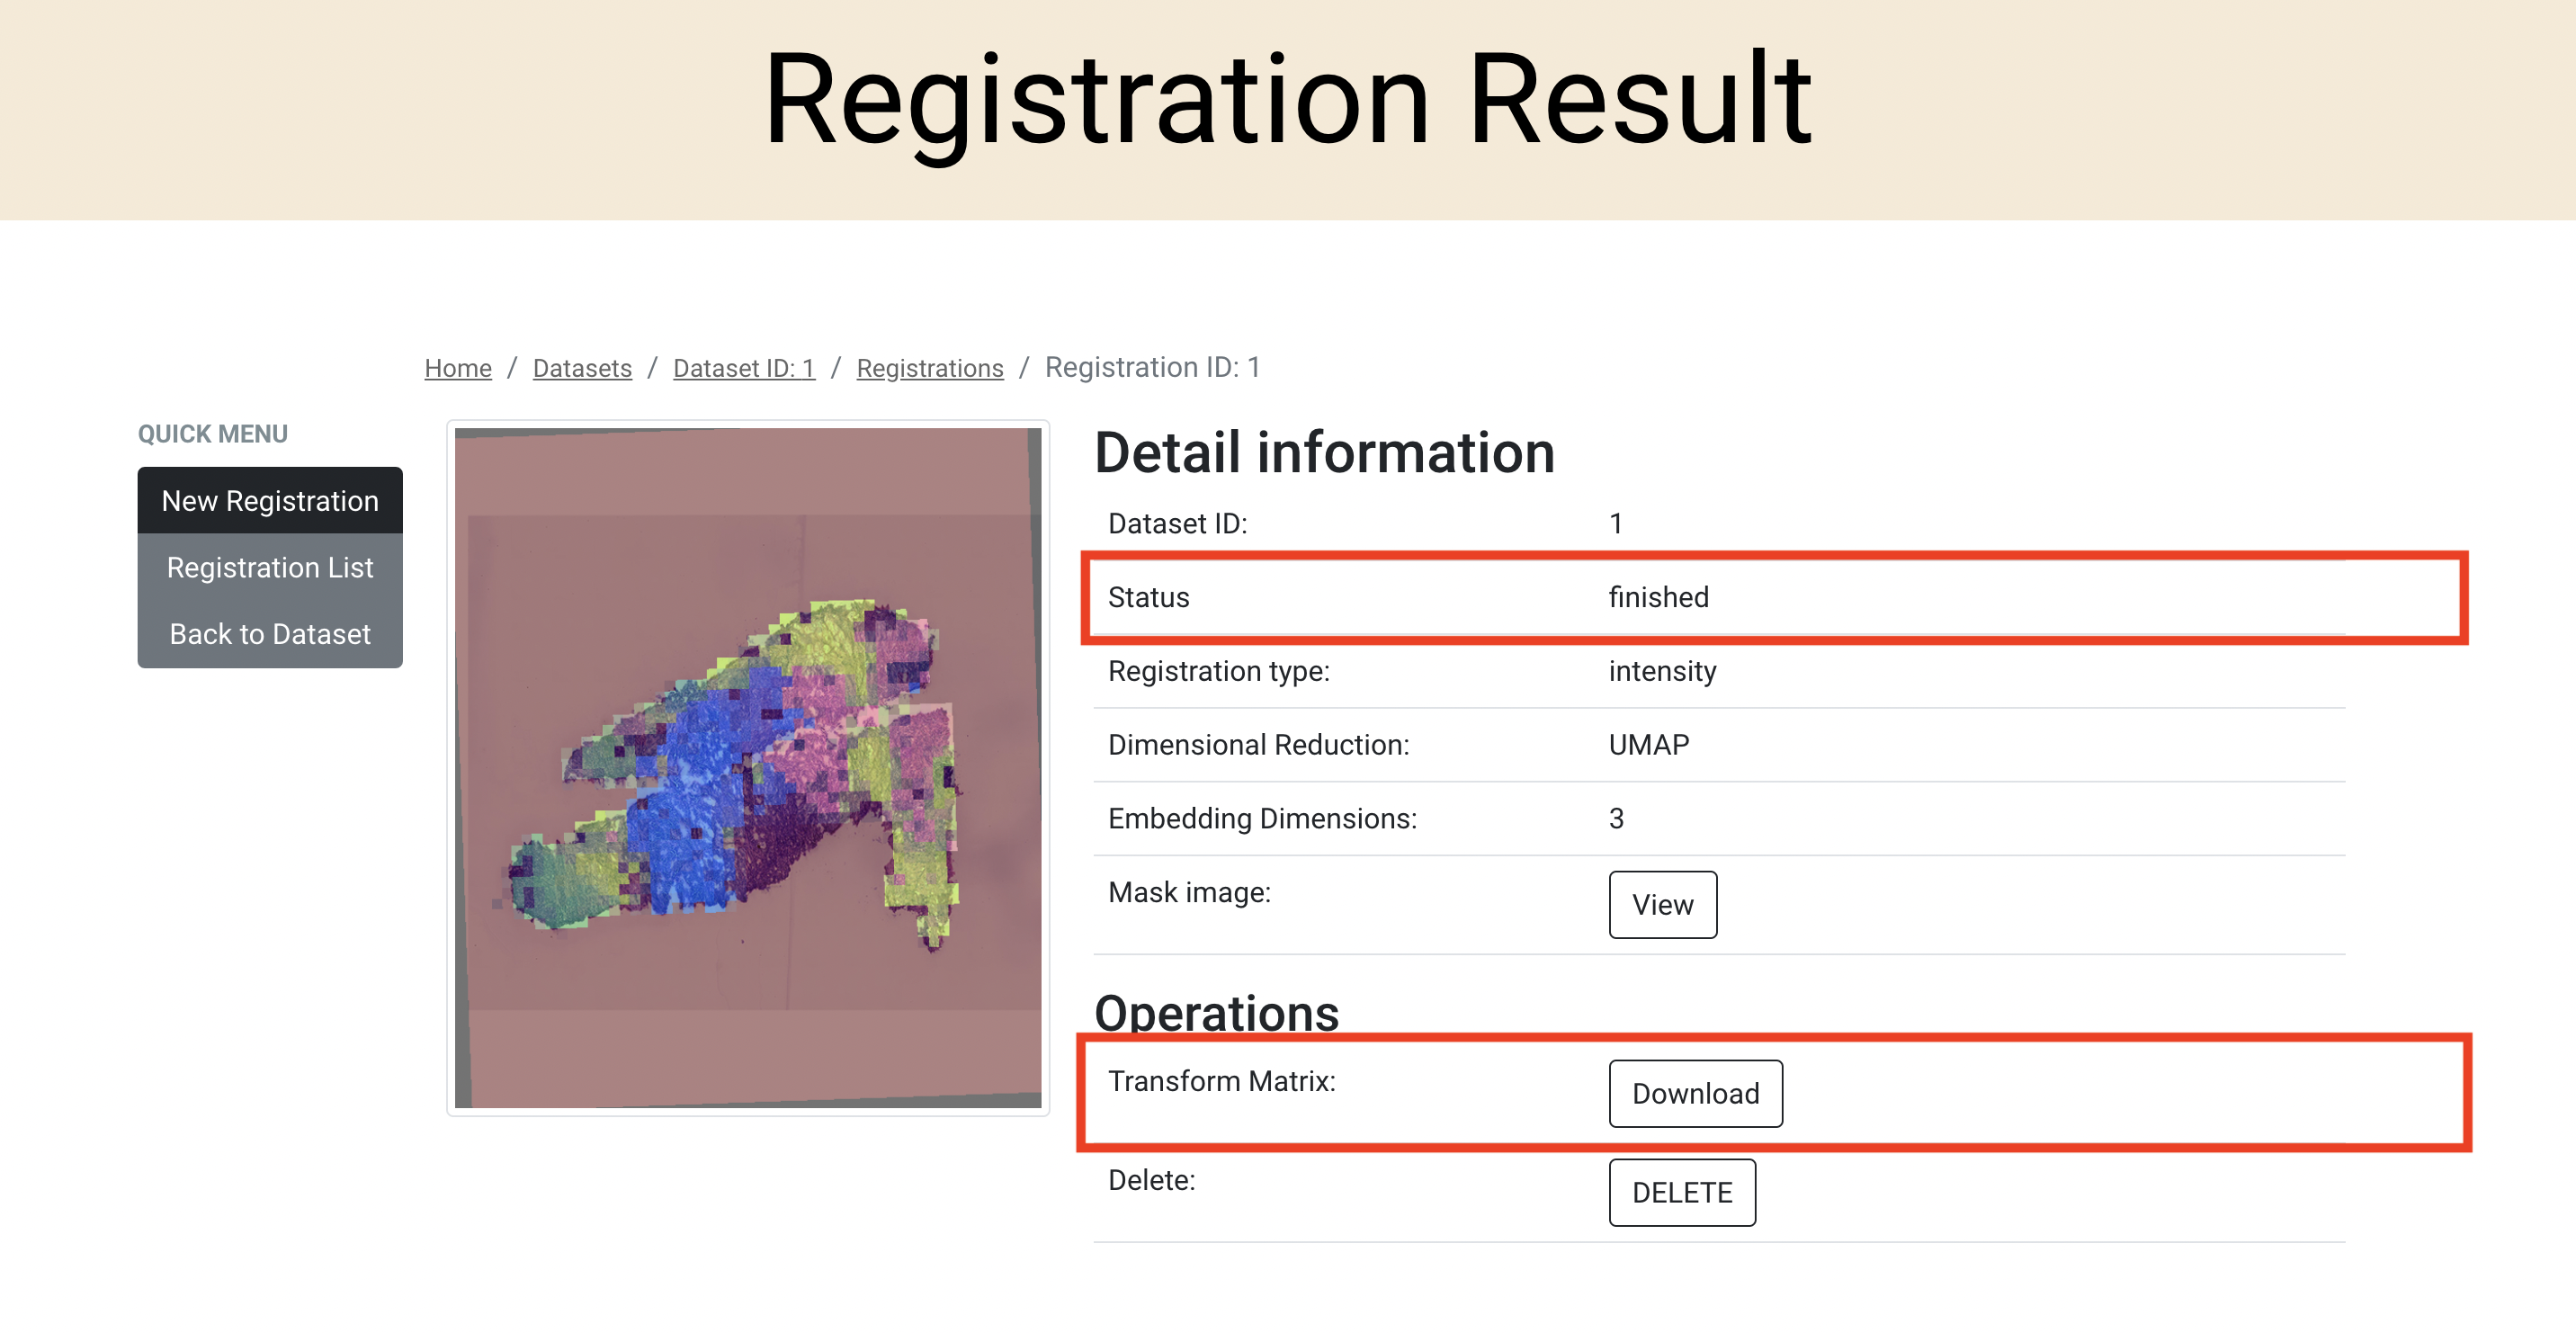 Registration Result
Home / Datasets / Dataset ID: 1 / Registrations / Registration ID: 1
QUICK MENU
New Registration
Registration List
Back to Dataset
Detail information
Dataset ID: 1
Status finished
Registration type: intensity
Dimensional Reduction: UMAP
Embedding Dimensions: 3
Mask image: View
Operations
Transform Matrix: Download
Delete: DELETE